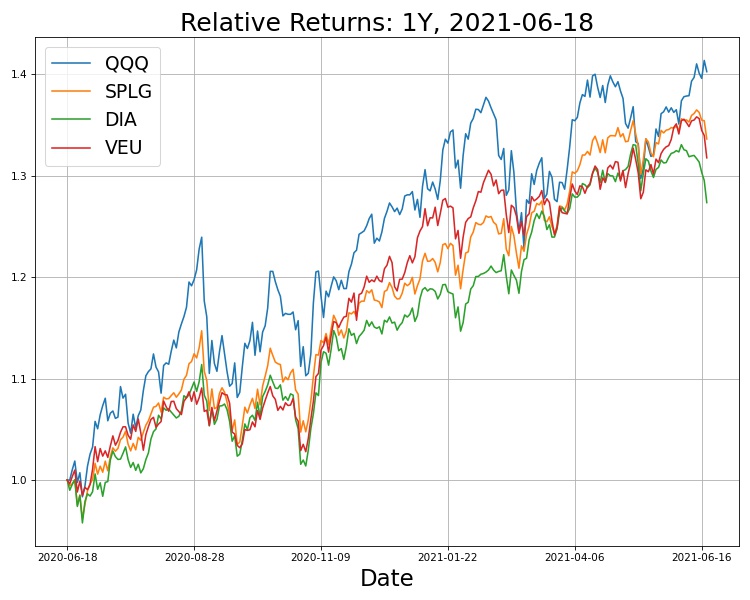 Relative Returns: 1Y, 2021-06-18
QQQ
SPLG
DIA
VEU
1.4
1.3
1.2
1.1
1.0
2020-06-18
2020-08-28
2020-11-09
2021-01-22
2021-04-06
2021-06-16
Date